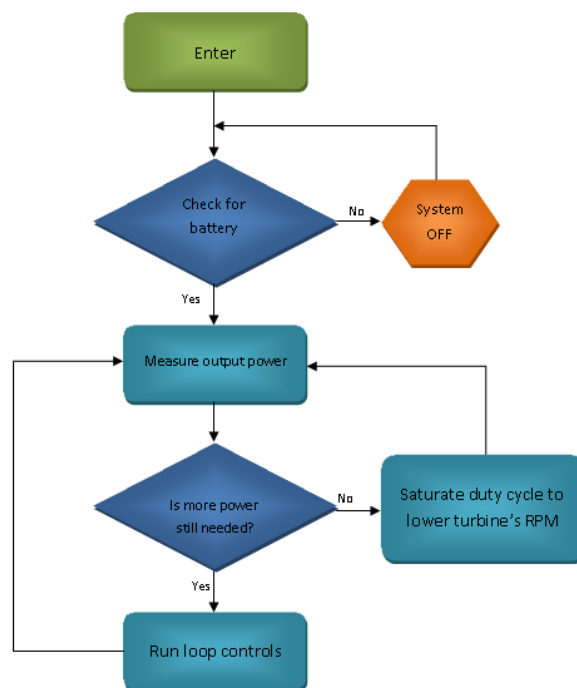 Enter
Check for
battery
No
System
OFF
Yes
Measure output power
Is more power
still needed?
No
Saturate duty cycle to
lower turbine's RPM
Yes
Run loop controls